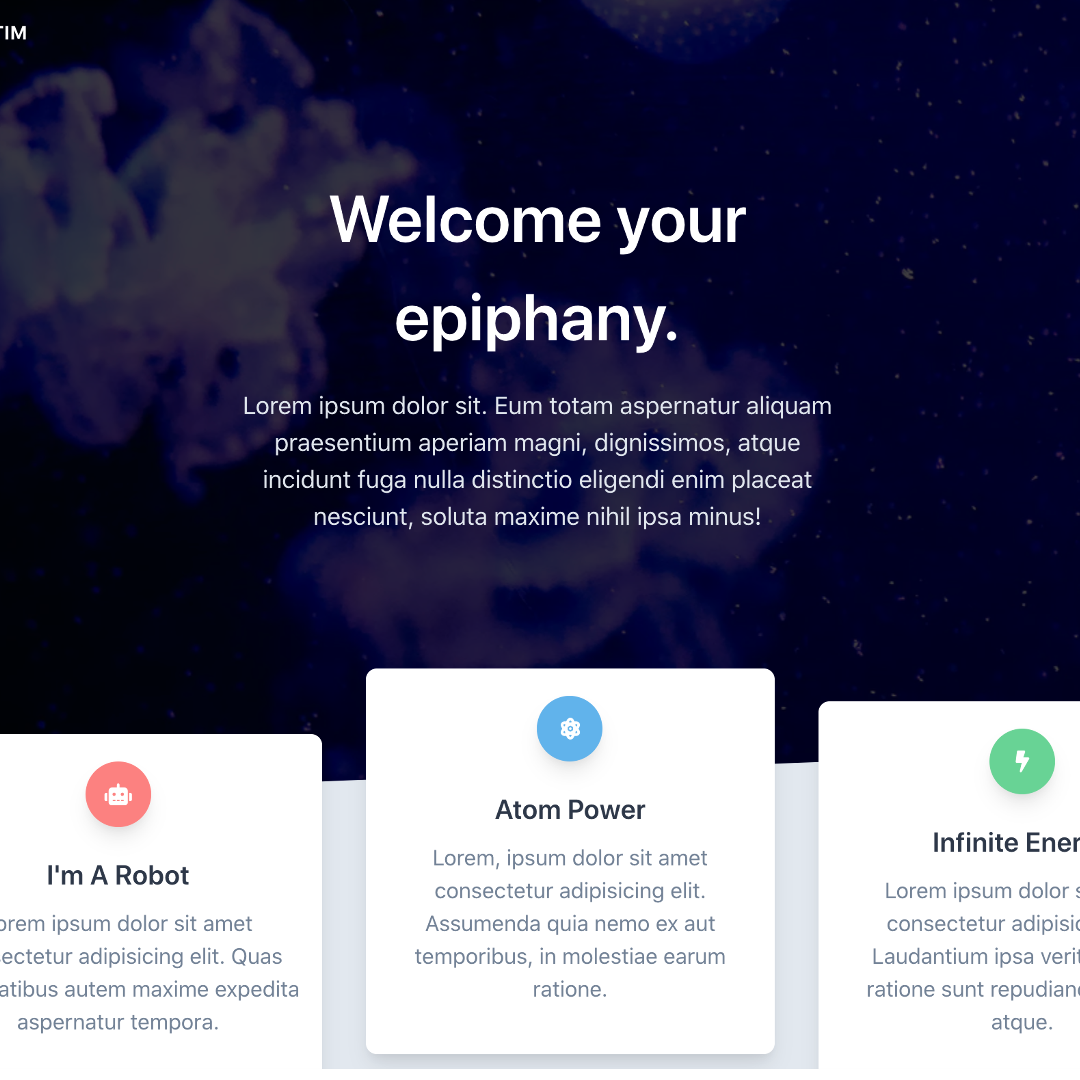 TIM
Welcome your
epiphany.
Lorem ipsum dolor sit. Eum totam aspernatur aliquam
praesentium aperiam magni, dignissimos, atque
incidunt fuga nulla distinctio eligendi enim placeat
nesciunt, soluta maxime nihil ipsa minus!
I'm A Robot
orem ipsum dolor sit amet
ectetur adipisicing elit. Quas
atibus autem maxime expedita
aspernatur tempora.
Atom Power
Lorem, ipsum dolor sit amet
consectetur adipisicing elit.
Assumenda quia nemo ex aut
temporibus, in molestiae earum
ratione.
Infinite Ener
Lorem ipsum dolor s
consectetur adipisic
Laudantium ipsa verit
ratione sunt repudiand
atque.